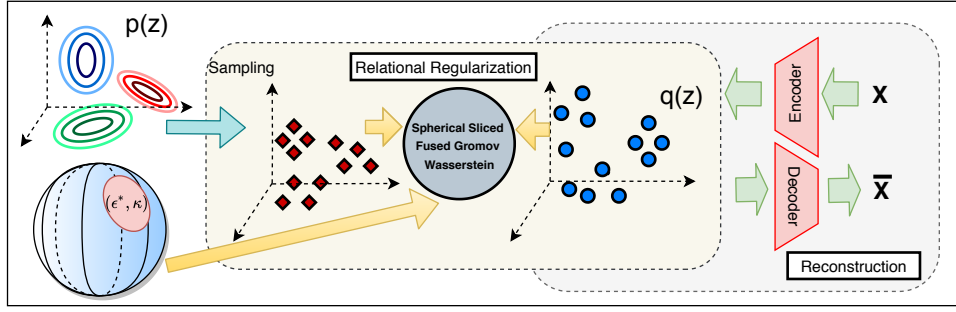 p(z)
Sampling
Relational Regularization
Spherical Sliced
Fused Gromov
Wasserstein
q(z)
Encoder
X
(ϵ*, κ)
Decoder
X̅
Reconstruction